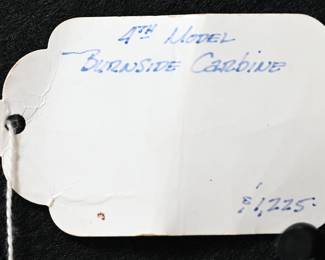 4TH MODEL
BURNSIDE CARBINE
$1,225.